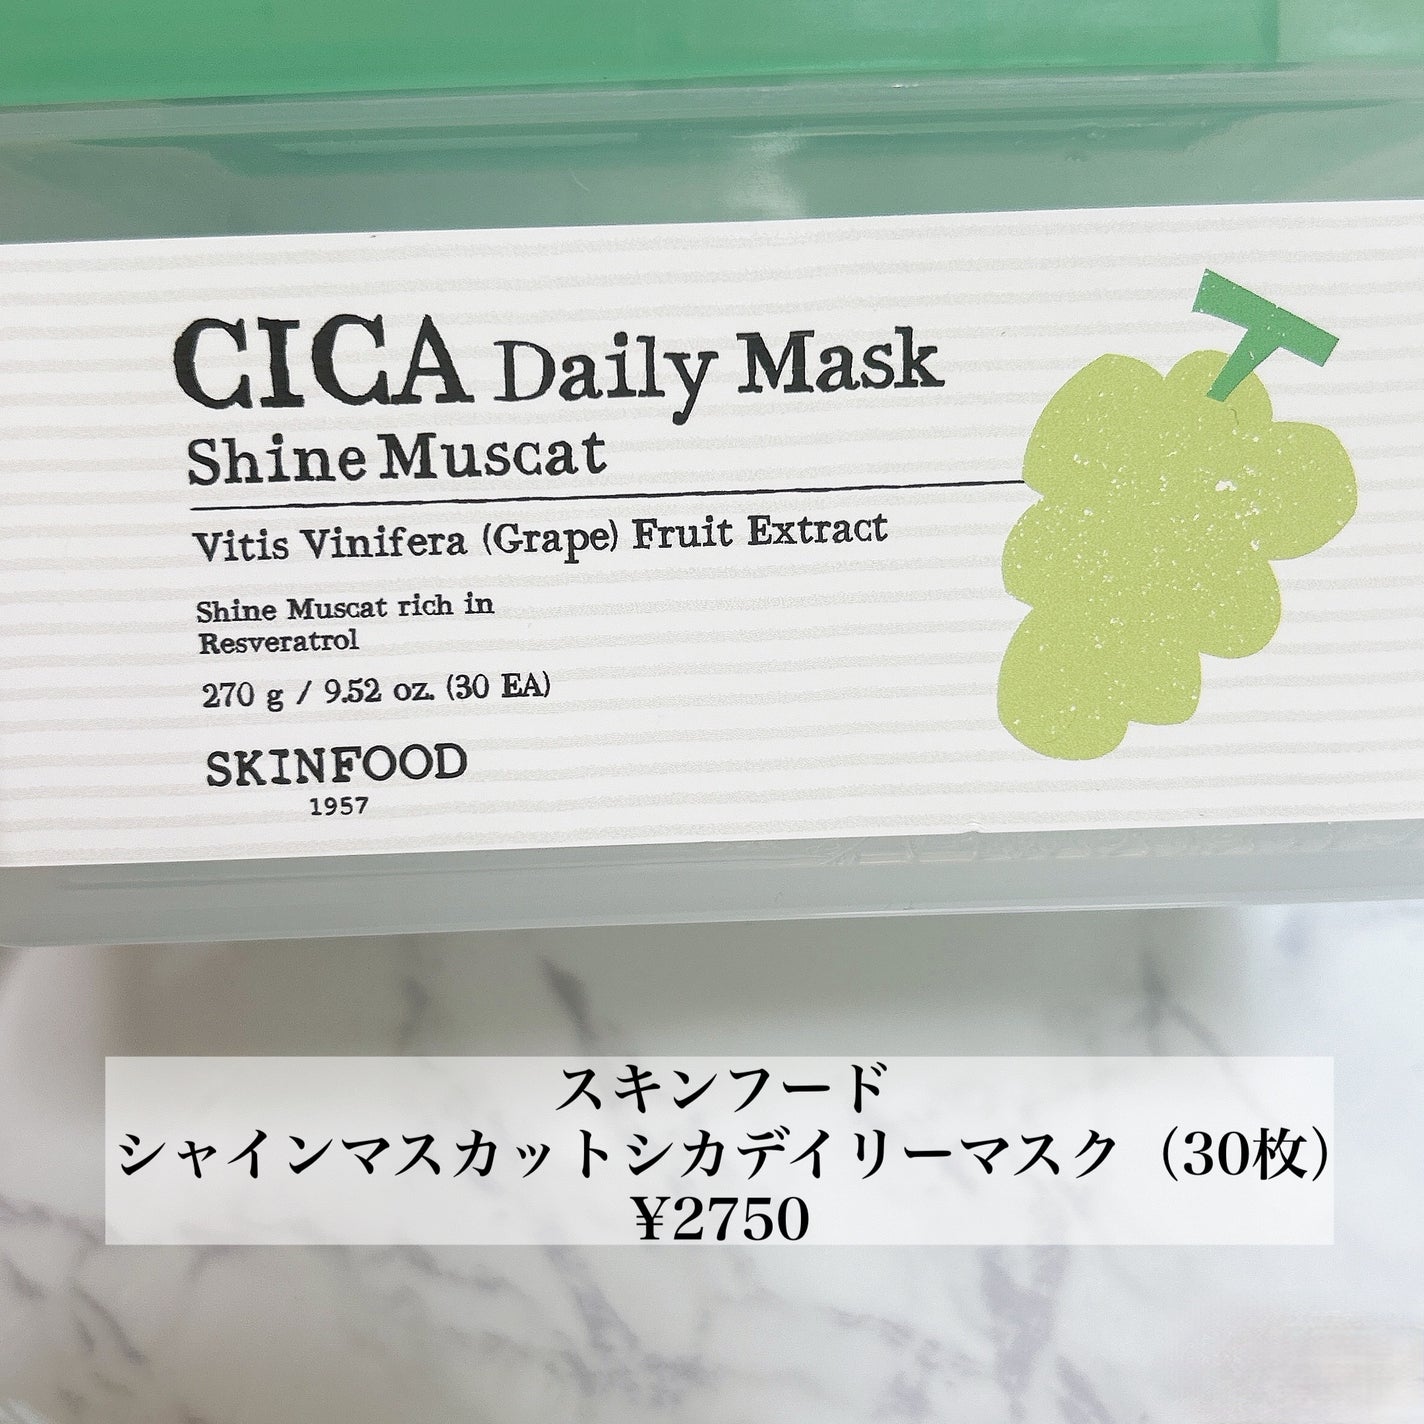 CICA Daily Mask
Shine Muscat
Vitis Vinifera (Grape) Fruit Extract
Shine Muscat rich in
Resveratrol
270 g / 9.52 oz. (30 EA)
SKINFOOD
1957
スキンフード
シャインマスカットシカデイリーマスク（30枚）
¥2750